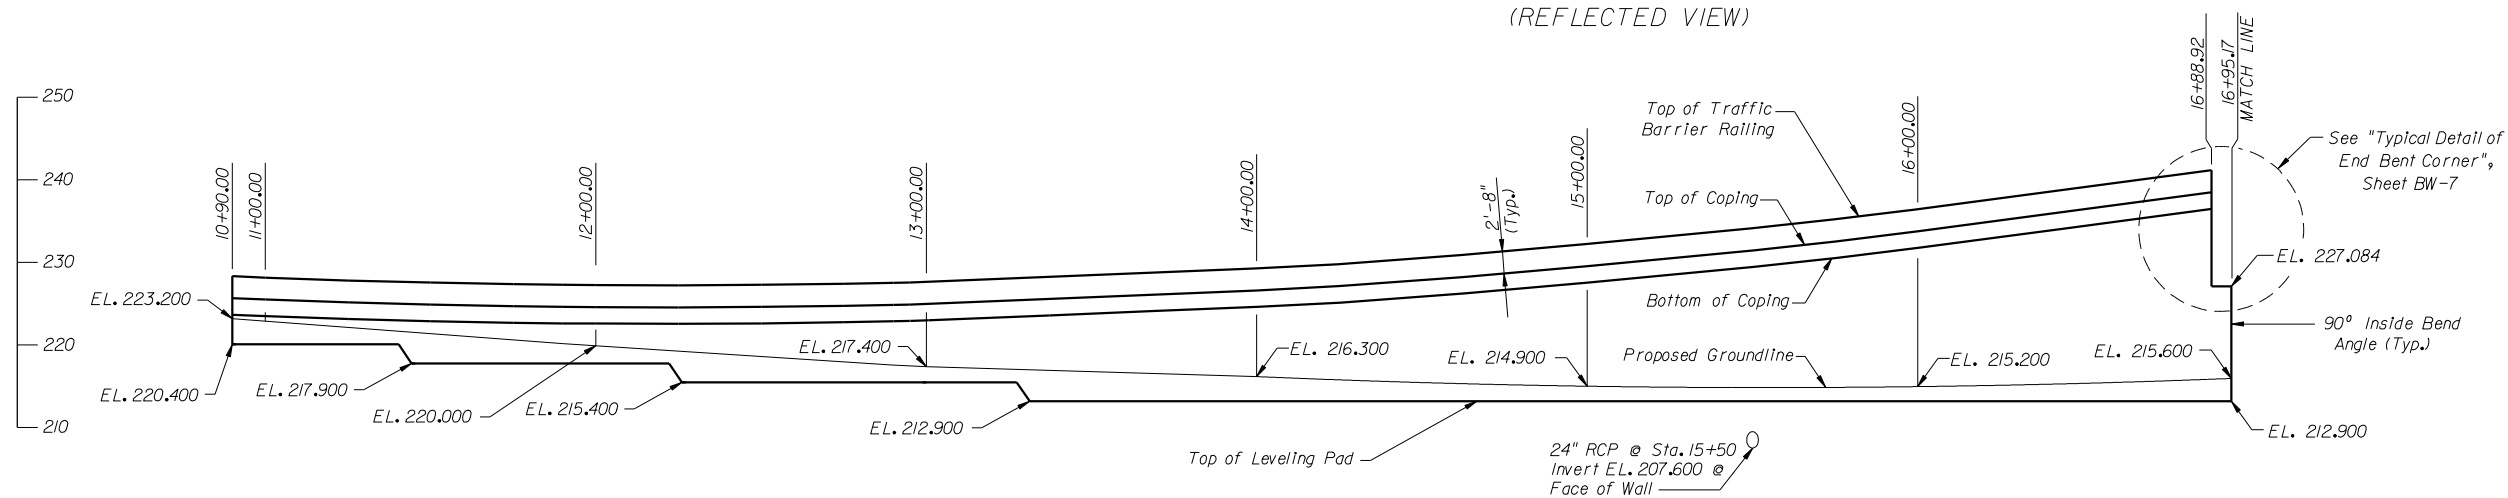 (REFLECTED VIEW)
250
240
230
220
210
10+90.00
11+00.00
12+00.00
13+00.00
14+00.00
15+00.00
16+00.00
16+88.92
16+95.17
MATCH LINE
2'-8"
(Typ.)
Top of Traffic
Barrier Railing
Top of Coping
Bottom of Coping
Proposed Groundline
See "Typical Detail of
End Bent Corner",
Sheet BW-7
EL. 227.084
90° Inside Bend
Angle (Typ.)
EL. 223.200
EL. 220.400
EL. 217.900
EL. 220.000
EL. 215.400
EL. 217.400
EL. 212.900
EL. 216.300
EL. 214.900
EL. 215.200
EL. 215.600
EL. 212.900
Top of Leveling Pad
24" RCP @ Sta. 15+50
Invert EL. 207.600 @
Face of Wall